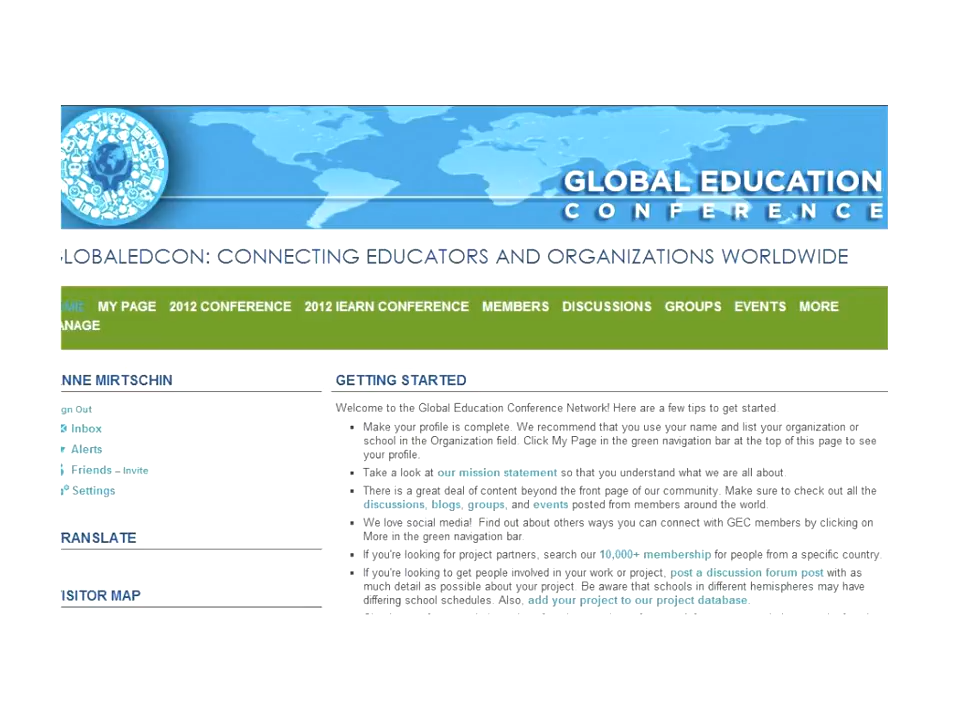 GLOBAL EDUCATION
CONFERENCE
GLOBALEDCON: CONNECTING EDUCATORS AND ORGANIZATIONS WORLDWIDE
MY PAGE 2012 CONFERENCE 2012 IEARN CONFERENCE MEMBERS DISCUSSIONS GROUPS EVENTS MORE
ANAGE
NNE MIRTSCHIN
gn Out
Inbox
Alerts
Friends – Invite
Settings
RANSLATE
ISITOR MAP
GETTING STARTED
Welcome to the Global Education Conference Network! Here are a few tips to get started.
Make your profile is complete. We recommend that you use your name and list your organization or
school in the Organization field. Click My Page in the green navigation bar at the top of this page to see
your profile.
Take a look at our mission statement so that you understand what we are all about.
There is a great deal of content beyond the front page of our community. Make sure to check out all the
discussions, blogs, groups, and events posted from members around the world.
We love social media! Find out about others ways you can connect with GEC members by clicking on
More in the green navigation bar.
If you're looking for project partners, search our 10,000+ membership for people from a specific country.
If you're looking to get people involved in your work or project, post a discussion forum post with as
much detail as possible about your project. Be aware that schools in different hemispheres may have
differing school schedules. Also, add your project to our project database.